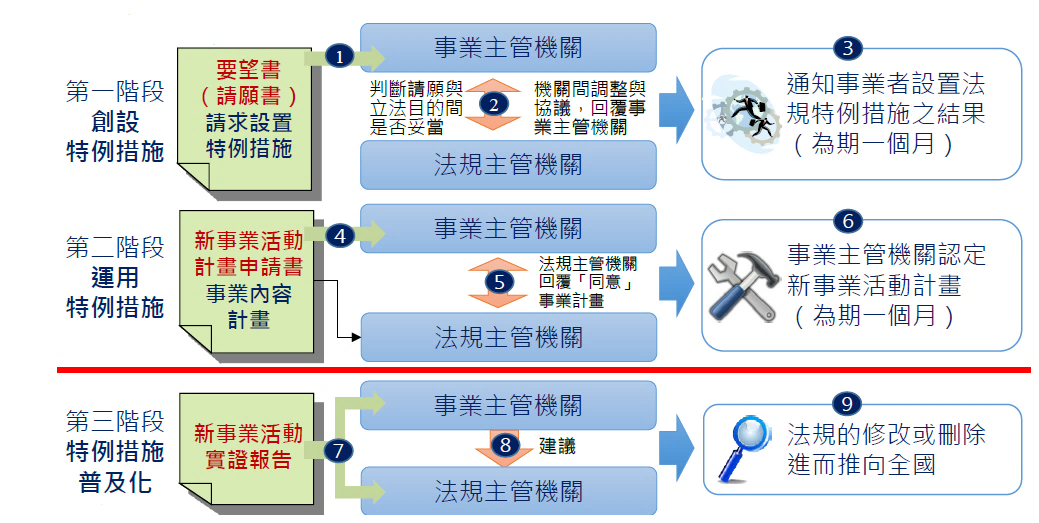 第一階段
創設
特例措施
要望書
（請願書）
請求設置
特例措施
1
事業主管機關
判斷請願與
立法目的間
是否妥當
2
機關間調整與
協議，回覆事
業主管機關
法規主管機關
3
通知事業者設置法
規特例措施之結果
（為期一個月）
第二階段
運用
特例措施
新事業活動
計畫申請書
事業內容
計畫
4
事業主管機關
5
法規主管機關
回覆「同意」
事業計畫
法規主管機關
6
事業主管機關認定
新事業活動計畫
（為期一個月）
第三階段
特例措施
普及化
新事業活動
實證報告
7
事業主管機關
8
建議
法規主管機關
9
法規的修改或刪除
進而推向全國